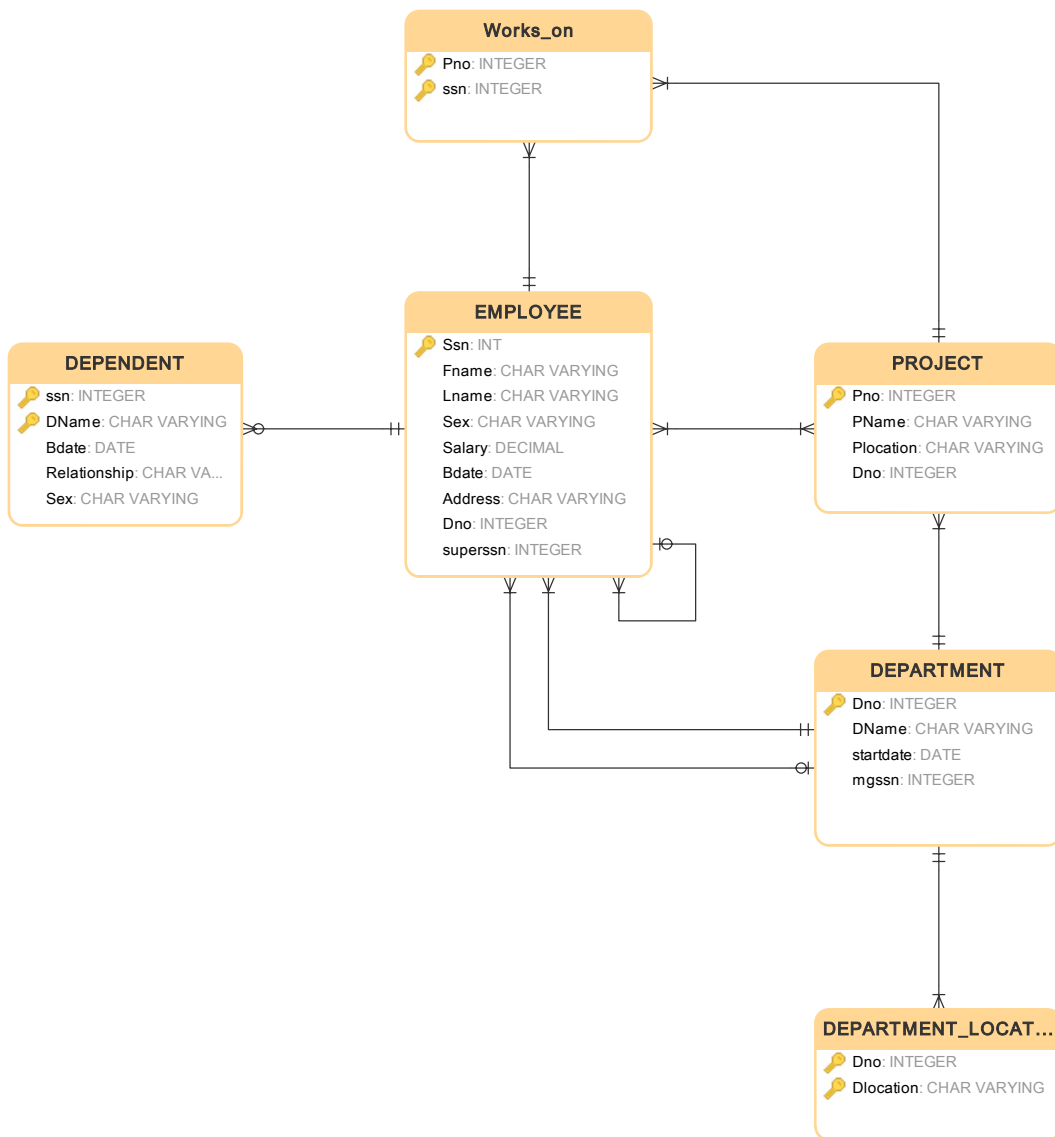 Works_on
Pno: INTEGER
ssn: INTEGER
EMPLOYEE
Ssn: INT
Fname: CHAR VARYING
Lname: CHAR VARYING
Sex: CHAR VARYING
Salary: DECIMAL
Bdate: DATE
Address: CHAR VARYING
Dno: INTEGER
superssn: INTEGER
DEPENDENT
ssn: INTEGER
DName: CHAR VARYING
Bdate: DATE
Relationship: CHAR VA...
Sex: CHAR VARYING
PROJECT
Pno: INTEGER
PName: CHAR VARYING
Plocation: CHAR VARYING
Dno: INTEGER
DEPARTMENT
Dno: INTEGER
DName: CHAR VARYING
startdate: DATE
mgssn: INTEGER
DEPARTMENT_LOCAT...
Dno: INTEGER
Dlocation: CHAR VARYING